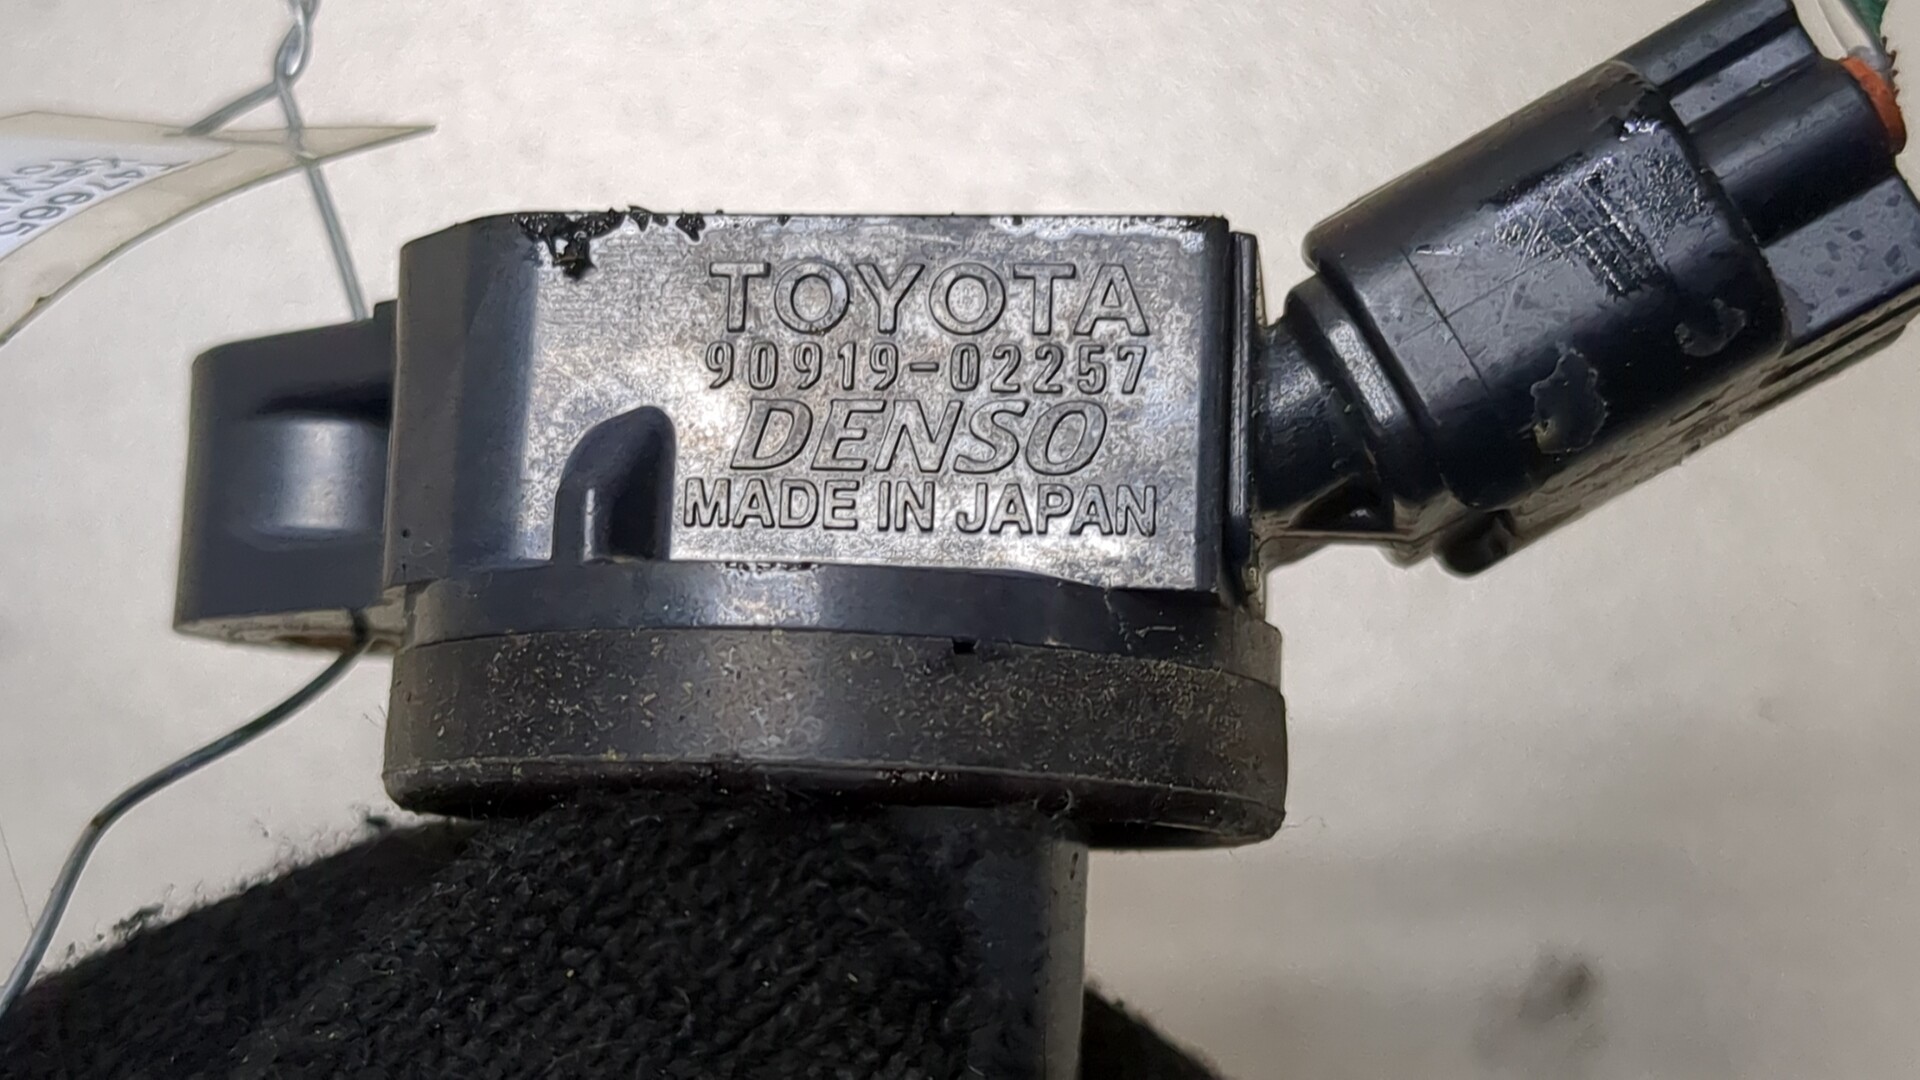 TOYOTA
90919-02257
DENSO
MADE IN JAPAN